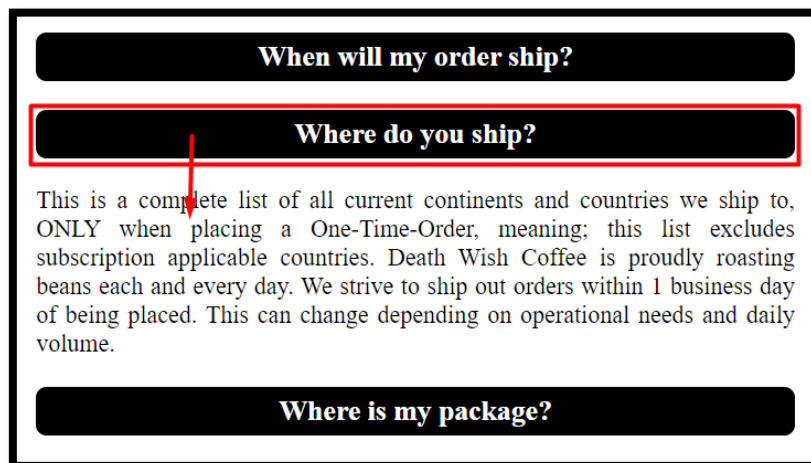 When will my order ship?
Where do you ship?
This is a complete list of all current continents and countries we ship to,
ONLY when placing a One-Time-Order, meaning; this list excludes
subscription applicable countries. Death Wish Coffee is proudly roasting
beans each and every day. We strive to ship out orders within 1 business day
of being placed. This can change depending on operational needs and daily
volume.
Where is my package?